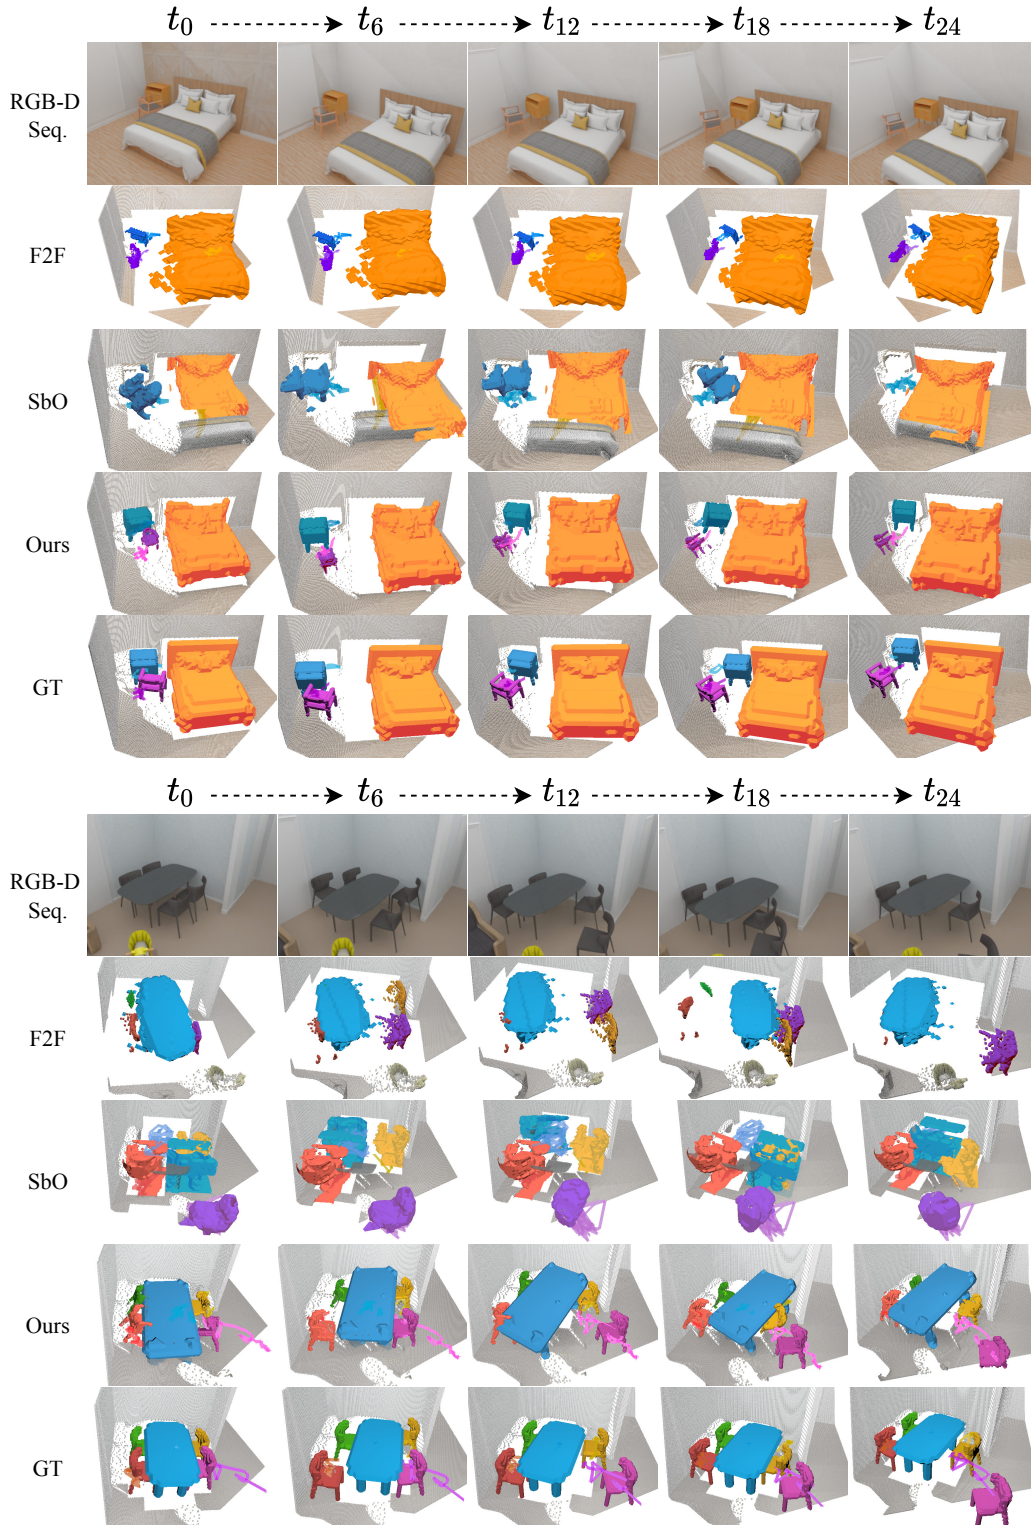 t0 t6 t12 t18 t24
RGB-D
Seq.
F2F
SbO
Ours
GT
t0 t6 t12 t18 t24
RGB-D
Seq.
F2F
SbO
Ours
GT